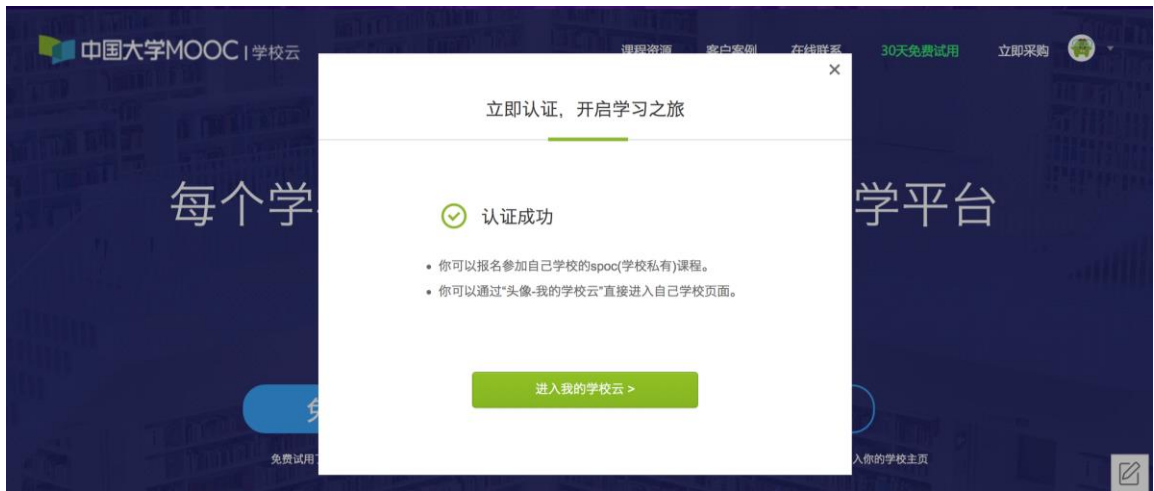 中国大学MOOC | 学校云
课程资源 客户案例 在线联系 30天免费试用 立即采购
×
立即认证，开启学习之旅
每个学 学平台
认证成功
• 你可以报名参加自己学校的spoc(学校私有)课程。
• 你可以通过“头像-我的学校云”直接进入自己学校页面。
进入我的学校云 >
免费试用 入你的学校主页